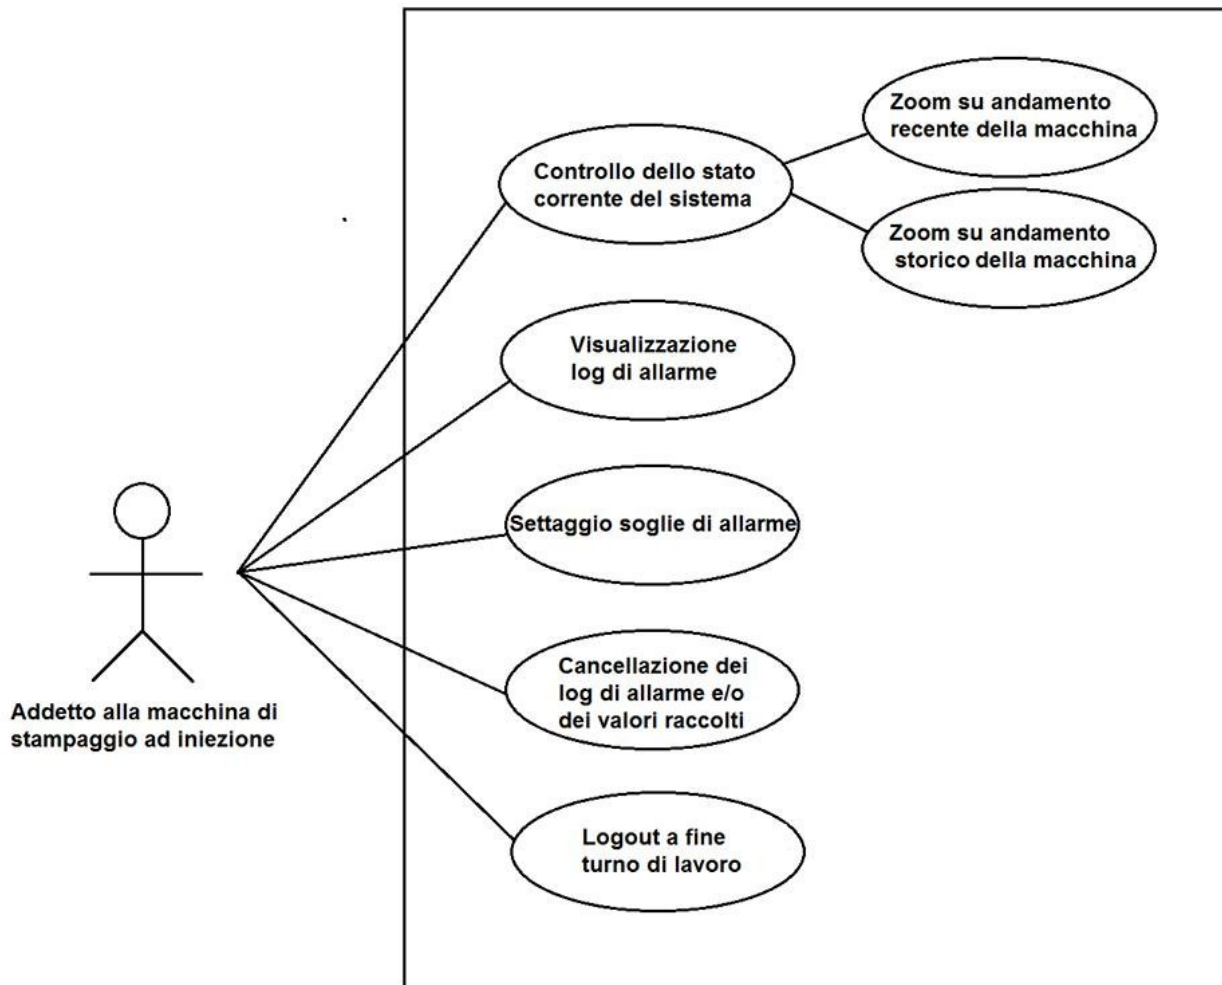 Zoom su andamento
recente della macchina
Controllo dello stato
corrente del sistema
Zoom su andamento
storico della macchina
Visualizzazione
log di allarme
Settaggio soglie di allarme
Cancellazione dei
log di allarme e/o
dei valori raccolti
Addetto alla macchina di
stampaggio ad iniezione
Logout a fine
turno di lavoro